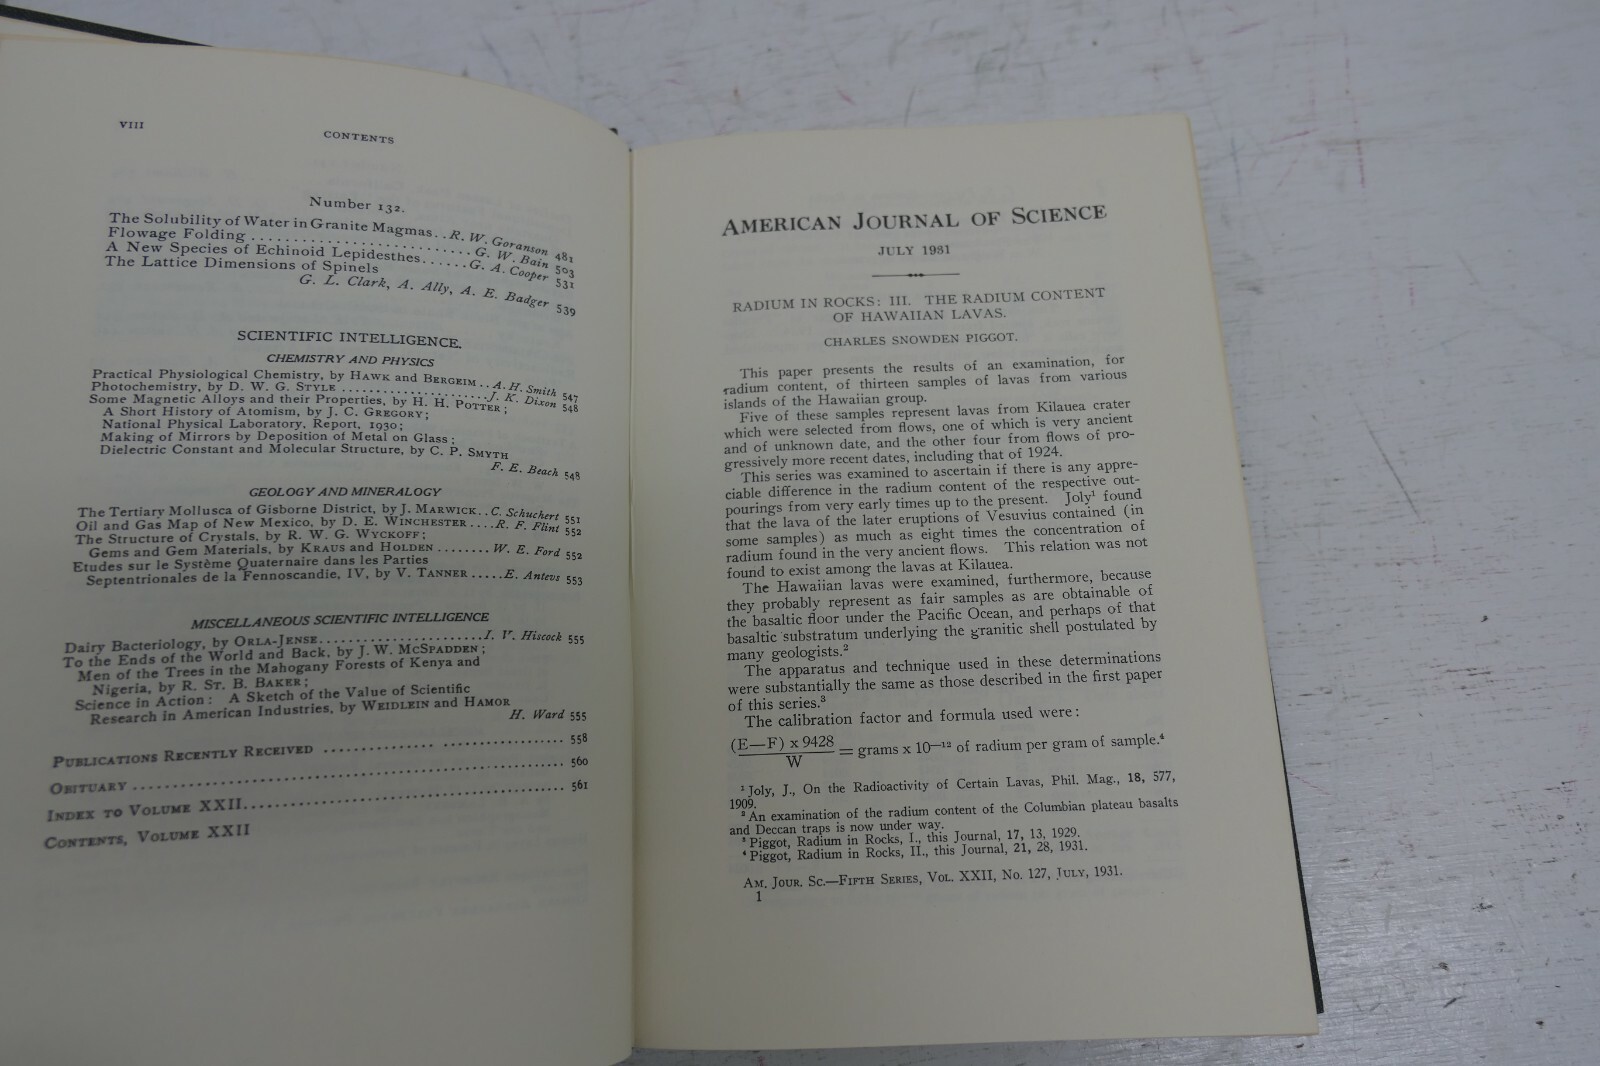 VIII
CONTENTS
Number 132.
The Solubility of Water in Granite Magmas..R. W. Goranson 481
Flowage Folding ..........................G. W. Bain 503
A New Species of Echinoid Lepidesthes......G. A. Cooper 531
The Lattice Dimensions of Spinels
G. L. Clark, A. Ally, A. E. Badger 539
SCIENTIFIC INTELLIGENCE.
CHEMISTRY AND PHYSICS
Practical Physiological Chemistry, by HAWK and BERGEIM..A. H. Smith 547
Photochemistry, by D. W. G. STYLE ....................J. K. Dixon 548
Some Magnetic Alloys and their Properties, by H. H. POTTER;
A Short History of Atomism, by J. C. GREGORY;
National Physical Laboratory, Report, 1930;
Making of Mirrors by Deposition of Metal on Glass;
Dielectric Constant and Molecular Structure, by C. P. SMYTH
F. E. Beach 548
GEOLOGY AND MINERALOGY
The Tertiary Mollusca of Gisborne District, by J. MARWICK..C. Schuchert 551
Oil and Gas Map of New Mexico, by D. E. WINCHESTER....R. F. Flint 552
The Structure of Crystals, by R. W. G. WYCKOFF;
Gems and Gem Materials, by KRAUS and HOLDEN ........W. E. Ford 552
Etudes sur le Système Quaternaire dans les Parties
Septentrionales de la Fennoscandie, IV, by V. TANNER.....E. Antevs 553
MISCELLANEOUS SCIENTIFIC INTELLIGENCE
Dairy Bacteriology, by ORLA-JENSE.......................I. V. Hiscock 555
To the Ends of the World and Back, by J. W. MCSPADDEN;
Men of the Trees in the Mahogany Forests of Kenya and
Nigeria, by R. ST. B. BAKER;
Science in Action: A Sketch of the Value of Scientific
Research in American Industries, by WEIDLEIN and HAMOR
H. Ward 555
PUBLICATIONS RECENTLY RECEIVED .............................. 558
OBITUARY ...................................................... 560
INDEX TO VOLUME XXII......................................... 561
CONTENTS, VOLUME XXII
AMERICAN JOURNAL OF SCIENCE
JULY 1931
RADIUM IN ROCKS: III. THE RADIUM CONTENT
OF HAWAIIAN LAVAS.
CHARLES SNOWDEN PIGGOT.
This paper presents the results of an examination, for
radium content, of thirteen samples of lavas from various
islands of the Hawaiian group.
Five of these samples represent lavas from Kilauea crater
which were selected from flows, one of which is very ancient
and of unknown date, and the other four from flows of pro-
gressively more recent dates, including that of 1924.
This series was examined to ascertain if there is any appre-
ciable difference in the radium content of the respective out-
pourings from very early times up to the present. Joly¹ found
that the lava of the later eruptions of Vesuvius contained (in
some samples) as much as eight times the concentration of
radium found in the very ancient flows. This relation was not
found to exist among the lavas at Kilauea.
The Hawaiian lavas were examined, furthermore, because
they probably represent as fair samples as are obtainable of
the basaltic floor under the Pacific Ocean, and perhaps of that
basaltic substratum underlying the granitic shell postulated by
many geologists.²
The apparatus and technique used in these determinations
were substantially the same as those described in the first paper
of this series.³
The calibration factor and formula used were:
(E—F) x 9428
W
= grams x 10⁻¹² of radium per gram of sample.⁴
¹ Joly, J., On the Radioactivity of Certain Lavas, Phil. Mag., 18, 577,
1909.
² An examination of the radium content of the Columbian plateau basalts
and Deccan traps is now under way.
³ Piggot, Radium in Rocks, I., this Journal, 17, 13, 1929.
⁴ Piggot, Radium in Rocks, II., this Journal, 21, 28, 1931.
AM. JOUR. SC.—FIFTH SERIES, VOL. XXII, NO. 127, JULY, 1931.
1